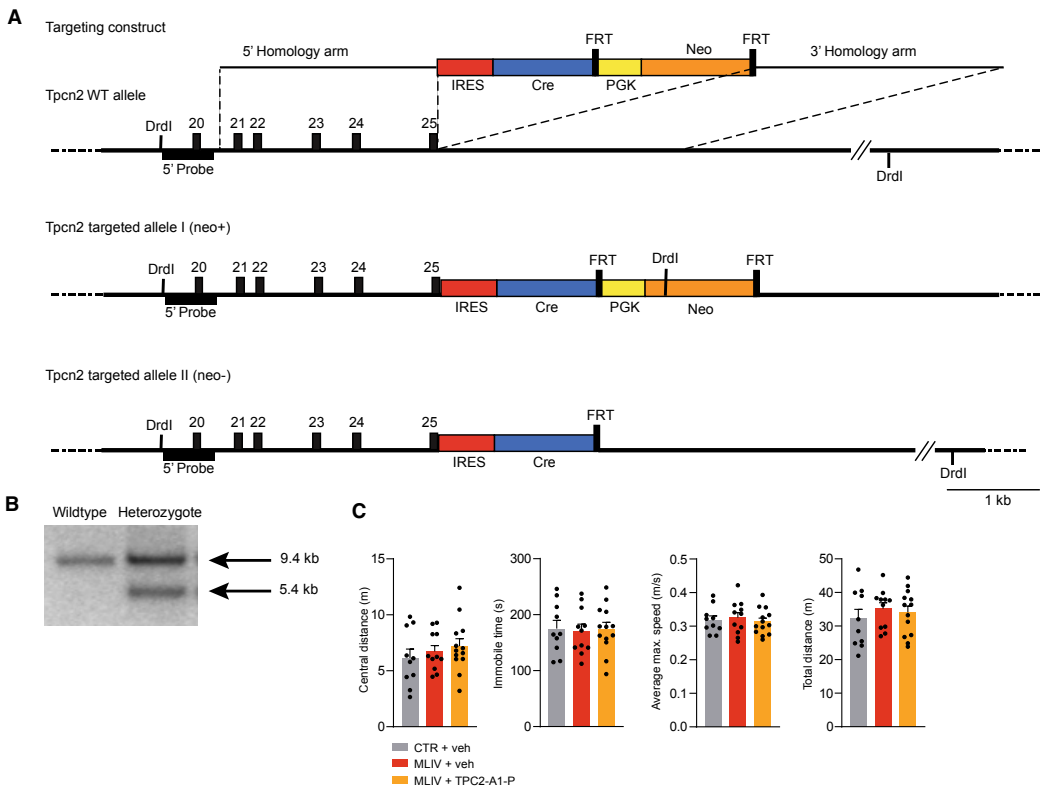 A
Targeting construct
5' Homology arm
FRT
Neo
FRT
3' Homology arm
IRES
Cre
PGK
Tpcn2 WT allele
DrdI
20
21
22
23
24
25
5' Probe
DrdI
Tpcn2 targeted allele I (neo+)
DrdI
20
21
22
23
24
25
FRT
DrdI
FRT
5' Probe
IRES
Cre
PGK
Neo
Tpcn2 targeted allele II (neo-)
DrdI
20
21
22
23
24
25
FRT
5' Probe
IRES
Cre
DrdI
1 kb
B
Wildtype
Heterozygote
9.4 kb
5.4 kb
C
Central distance (m)
15
10
5
0
Immobile time (s)
300
200
100
0
Average max. speed (m/s)
0.5
0.4
0.3
0.2
0.1
0.0
Total distance (m)
50
40
30
20
10
0
CTR + veh
MLIV + veh
MLIV + TPC2-A1-P